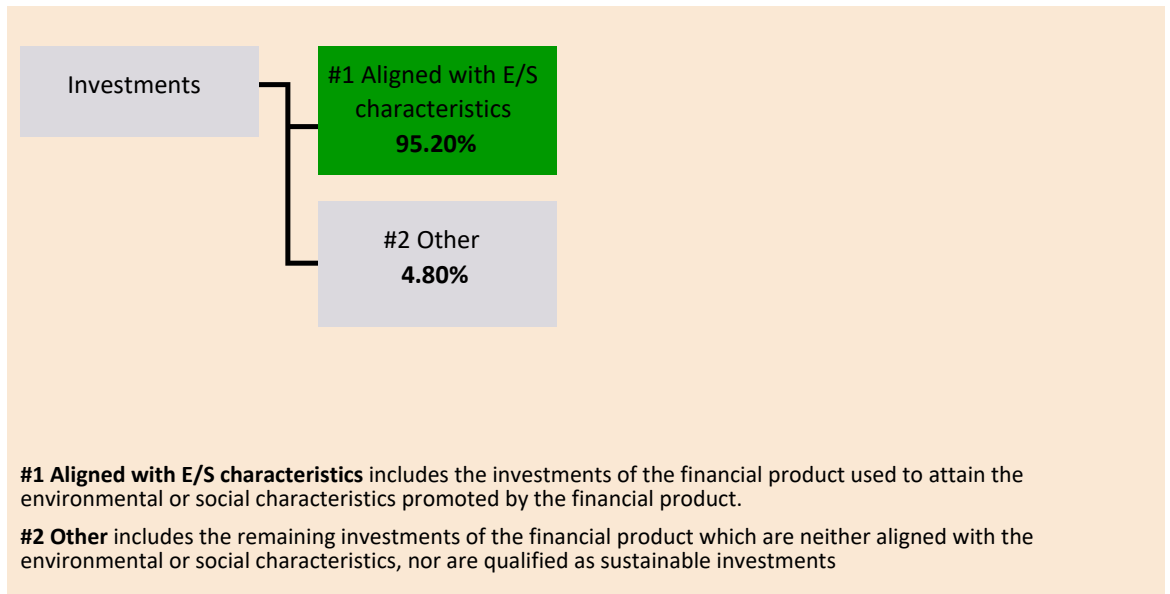 Investments
#1 Aligned with E/S
characteristics
95.20%
#2 Other
4.80%
#1 Aligned with E/S characteristics includes the investments of the financial product used to attain the
environmental or social characteristics promoted by the financial product.
#2 Other includes the remaining investments of the financial product which are neither aligned with the
environmental or social characteristics, nor are qualified as sustainable investments